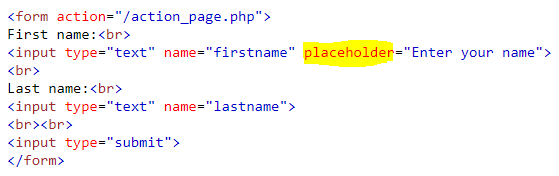 <form action="/action_page.php">
First name:<br>
<input type="text" name="firstname" placeholder="Enter your name">
<br>
Last name:<br>
<input type="text" name="lastname">
<br><br>
<input type="submit">
</form>